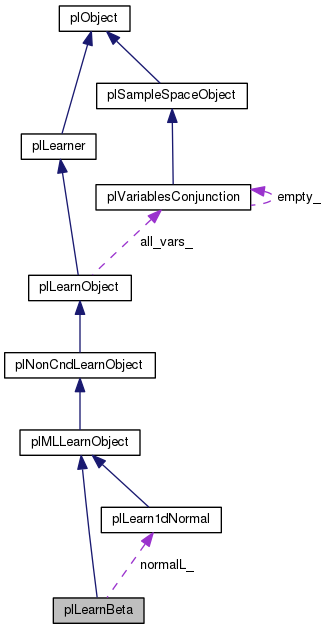 plObject
plSampleSpaceObject
plLearner
plVariablesConjunction
empty_
all_vars_
plLearnObject
plNonCndLearnObject
plMLLearnObject
plLearn1dNormal
normalL_
plLearnBeta